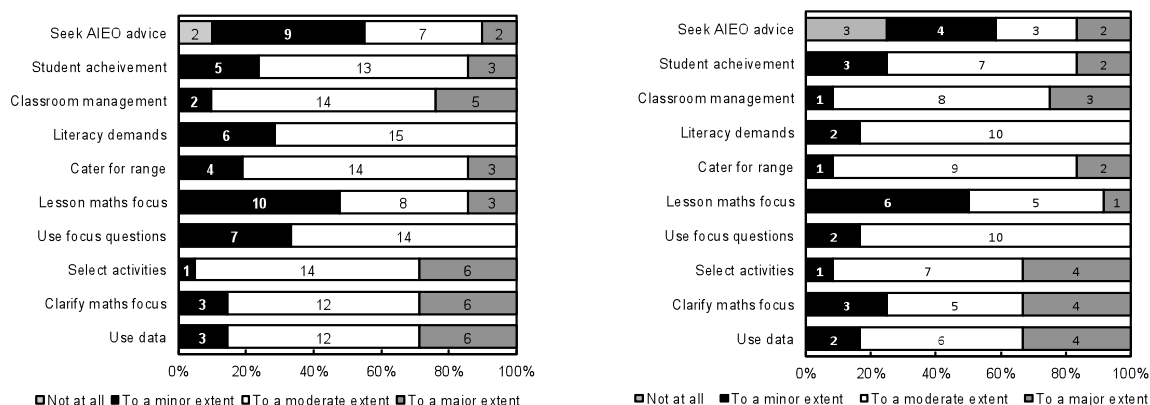 Seek AIEO advice 2 9 7 2
Student acheivement 5 13 3
Classroom management 2 14 5
Literacy demands 6 15
Cater for range 4 14 3
Lesson maths focus 10 8 3
Use focus questions 7 14
Select activities 1 14 6
Clarify maths focus 3 12 6
Use data 3 12 6
0% 20% 40% 60% 80% 100%
Not at all To a minor extent To a moderate extent To a major extent
Seek AIEO advice 3 4 3 2
Student achievement 3 7 2
Classroom management 1 8 3
Literacy demands 2 10
Cater for range 1 9 2
Lesson maths focus 6 5 1
Use focus questions 2 10
Select activities 1 7 4
Clarify maths focus 3 5 4
Use data 2 6 4
0% 20% 40% 60% 80% 100%
Not at all To a minor extent To a moderate extent To a major extent